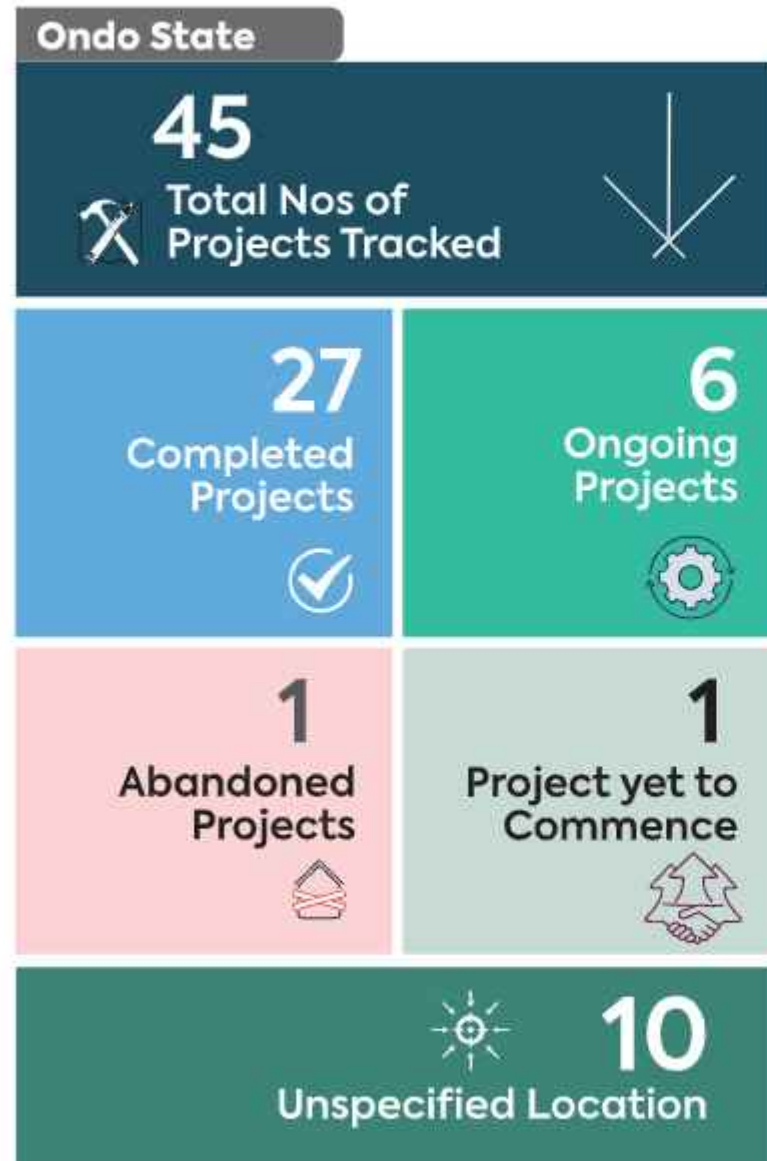 Ondo State
45
Total Nos of
Projects Tracked
27
Completed
Projects
6
Ongoing
Projects
1
Abandoned
Projects
1
Project yet to
Commence
10
Unspecified Location